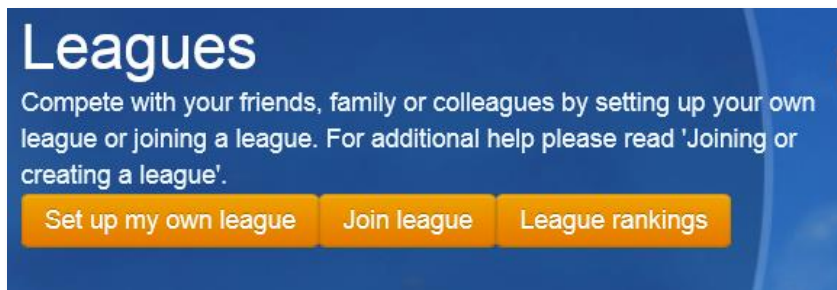 Leagues
Compete with your friends, family or colleagues by setting up your own
league or joining a league. For additional help please read 'Joining or
creating a league'.
Set up my own league Join league League rankings